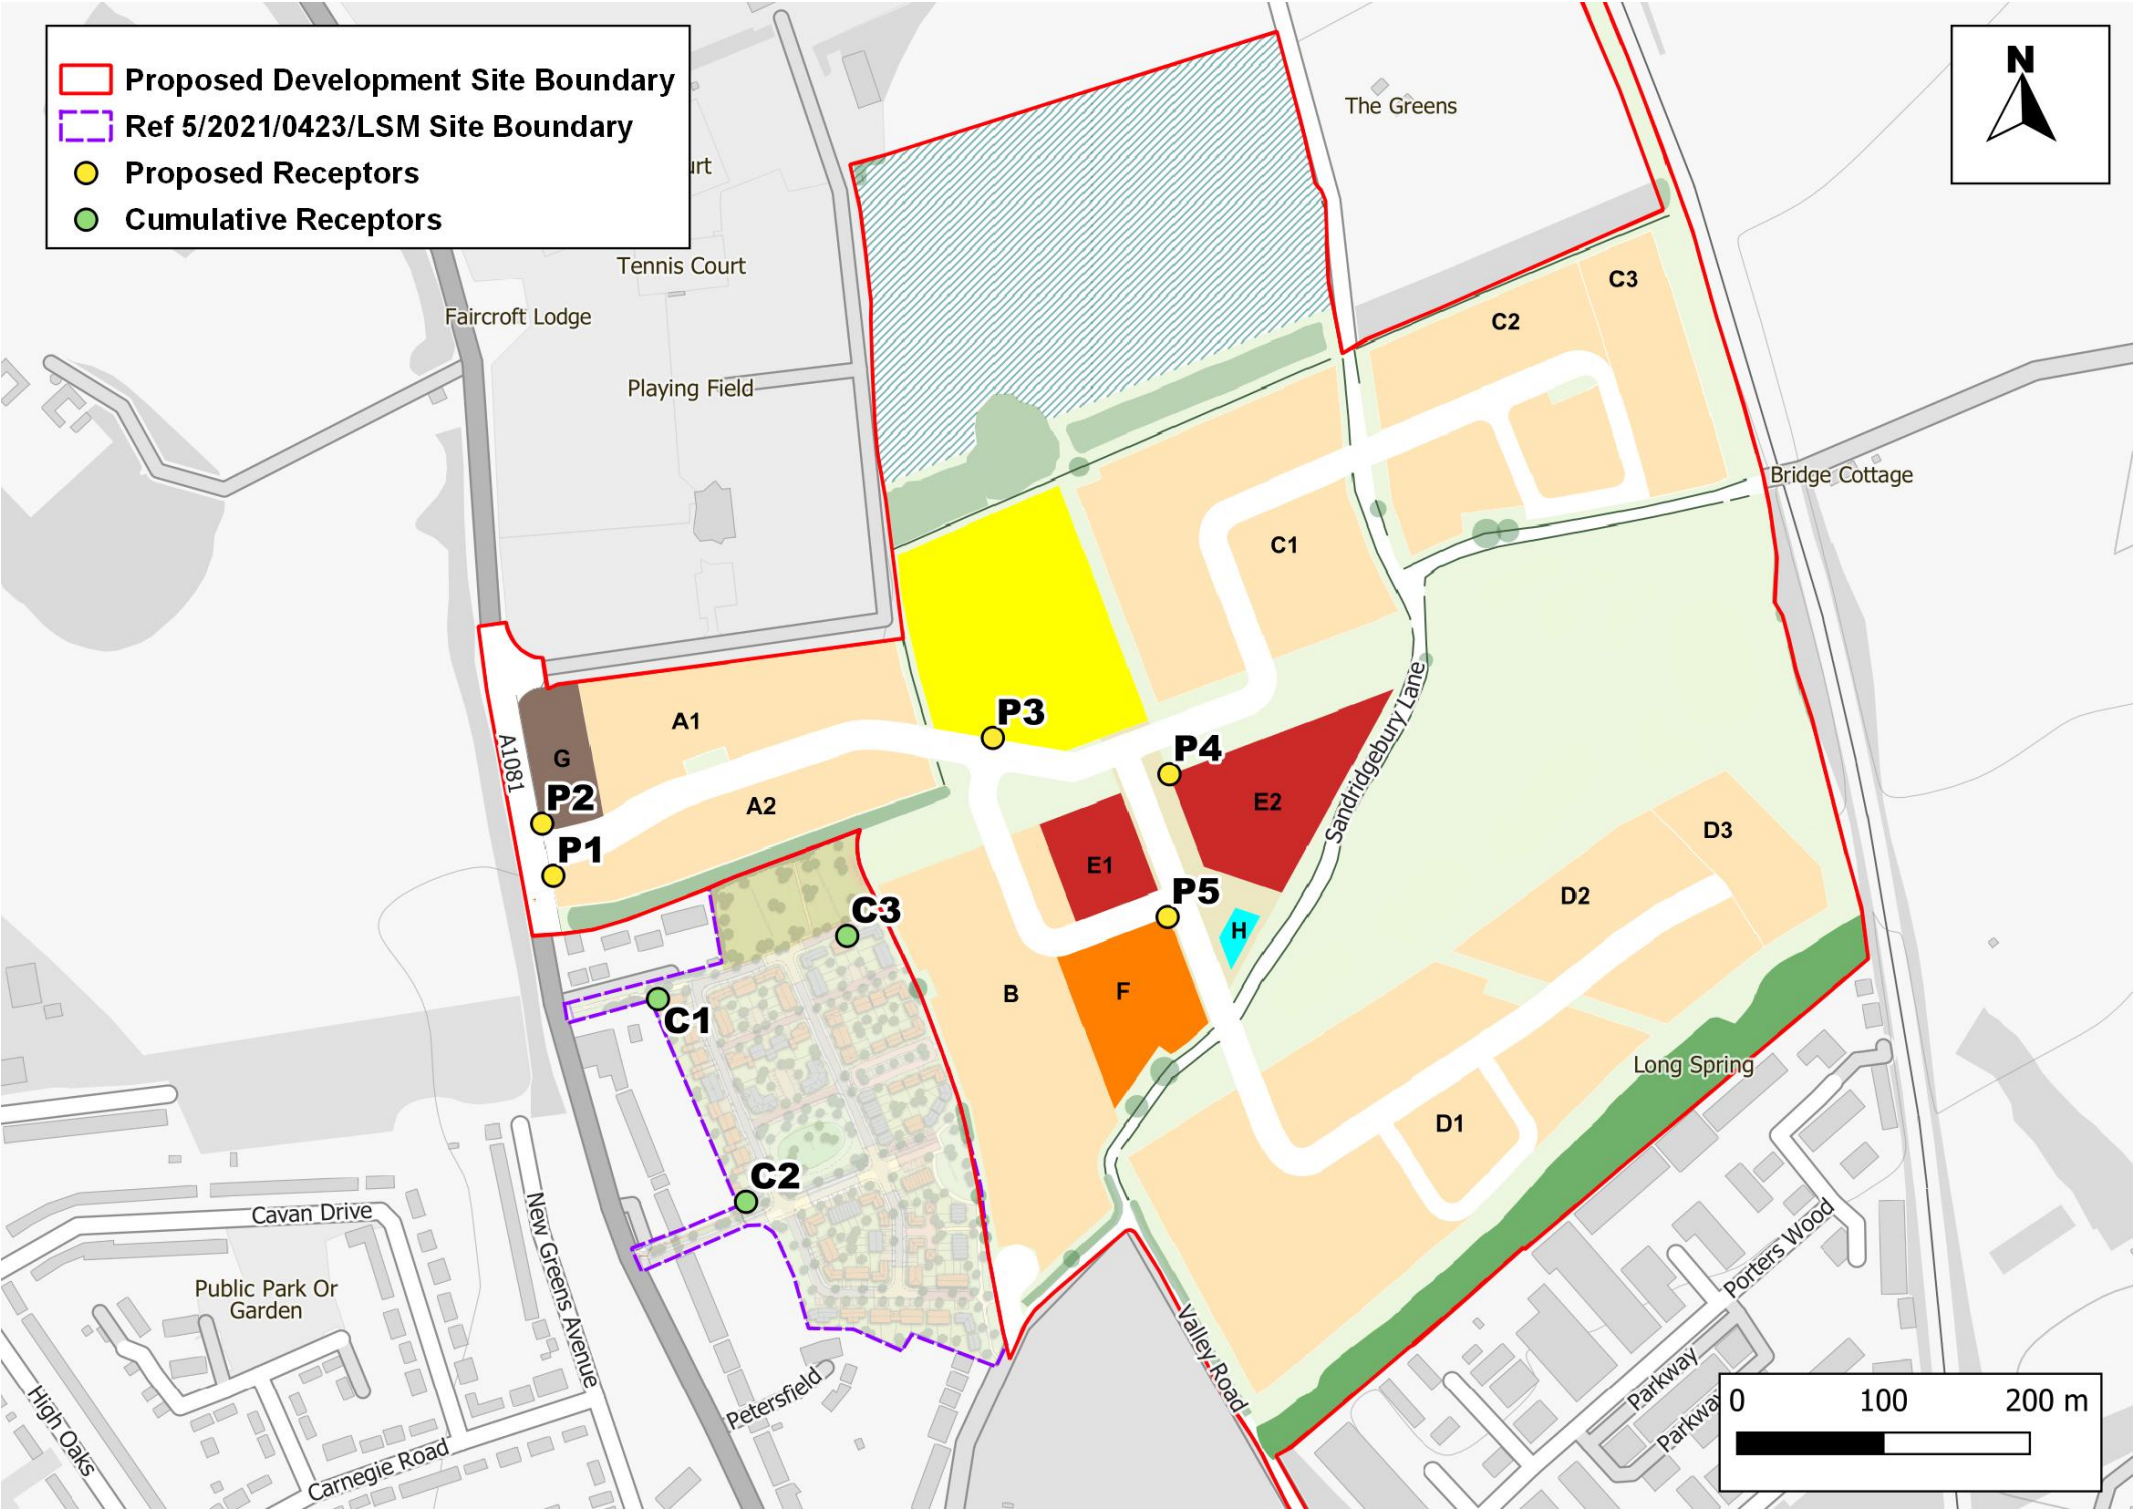 Proposed Development Site Boundary
Ref 5/2021/0423/LSM Site Boundary
Proposed Receptors
Cumulative Receptors
N
The Greens
Tennis Court
Faircroft Lodge
Playing Field
C3
C2
Bridge Cottage
C1
A1081
G
A1
A2
P3
P4
P2
P1
E2
E1
P5
H
Sandridgebury Lane
D3
D2
C3
B
F
C1
Long Spring
D1
C2
Cavan Drive
New Greens Avenue
Public Park Or
Garden
Porters Wood
Valley Road
Petersfield
High Oaks
Carnegie Road
Parkway
0 100 200 m